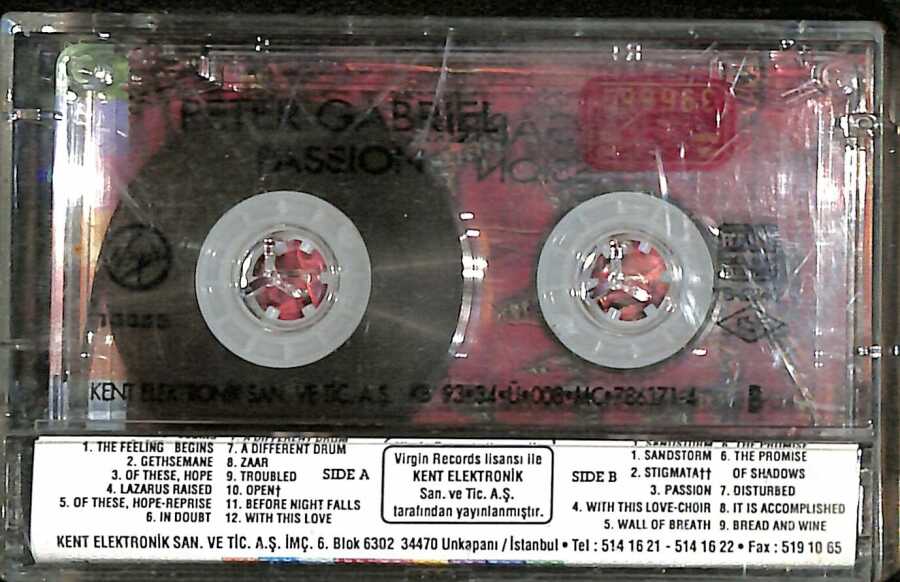 PETER GABRIEL
PASSION
KENT ELEKTRONİK SAN. VE TİC. A.Ş. 93•34•Ü•008•MC•786371-4 B
1. THE FEELING BEGINS
2. GETHSEMANE
3. OF THESE, HOPE
4. LAZARUS RAISED
5. OF THESE, HOPE-REPRISE
6. IN DOUBT
7. A DIFFERENT DRUM
8. ZAAR
9. TROUBLED
10. OPEN†
11. BEFORE NIGHT FALLS
12. WITH THIS LOVE
SIDE A
Virgin Records lisansı ile
KENT ELEKTRONİK
San. ve Tic. A.Ş.
tarafından yayınlanmıştır.
SIDE B
1. SANDSTORM
2. STIGMATA††
3. PASSION
4. WITH THIS LOVE-CHOIR
5. WALL OF BREATH
6. THE PROMISE
OF SHADOWS
7. DISTURBED
8. IT IS ACCOMPLISHED
9. BREAD AND WINE
KENT ELEKTRONİK SAN. VE TİC. A.Ş. İMÇ. 6. Blok 6302 34470 Unkapanı / İstanbul • Tel : 514 16 21 - 514 16 22 • Fax : 519 10 65